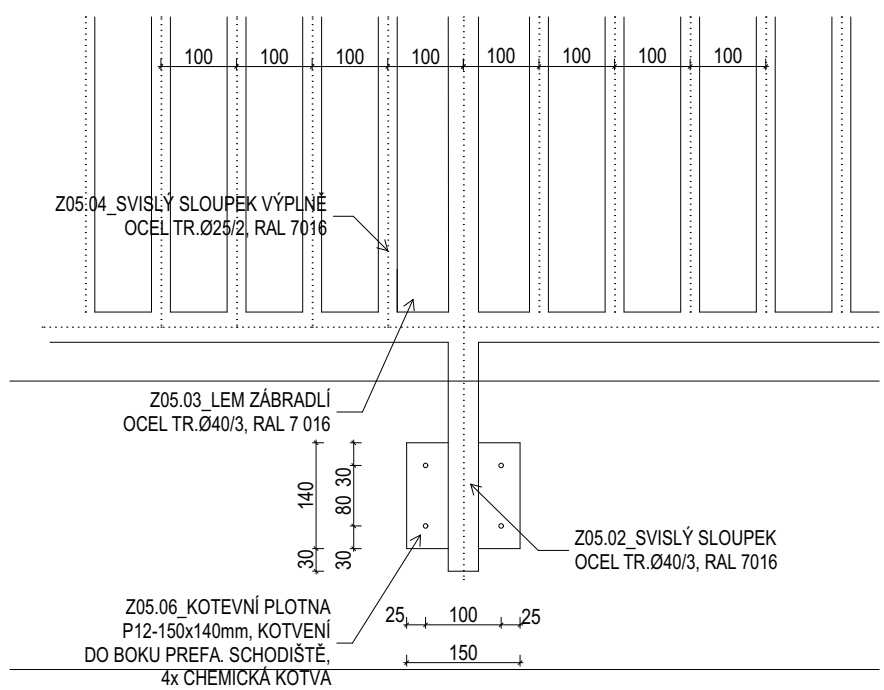 100 100 100 100 100 100 100 100
Z05.04_SVISLÝ SLOUPEK VÝPLNĚ
OCEL TR.Ø25/2, RAL 7016
Z05.03_LEM ZÁBRADLÍ
OCEL TR.Ø40/3, RAL 7 016
140
30
30
80
30
Z05.02_SVISLÝ SLOUPEK
OCEL TR.Ø40/3, RAL 7016
Z05.06_KOTEVNÍ PLOTNA
P12-150x140mm, KOTVENÍ
DO BOKU PREFA. SCHODIŠTĚ,
4x CHEMICKÁ KOTVA
25 100 25
150